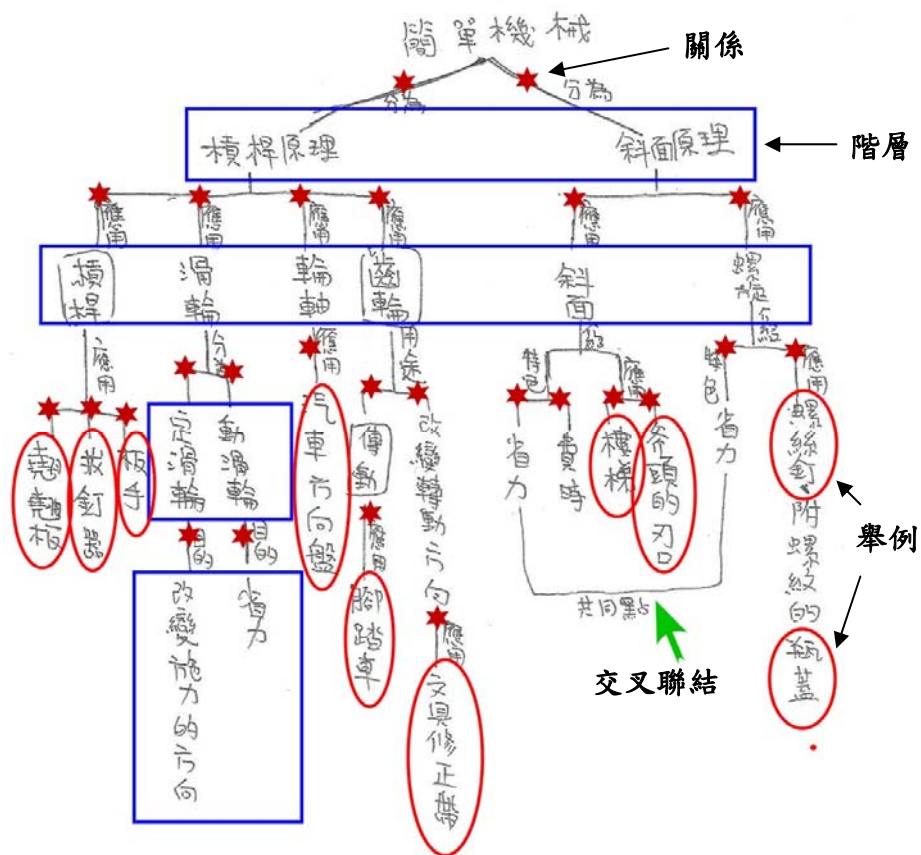 簡單機械
關係
分為
分為
槓桿原理
斜面原理
階層
應用
應用
應用
應用
應用
應用
槓桿
滑輪
輪軸
齒輪
斜面
螺旋
應用
分為
應用
用途
分為
介紹
特色
應用
特色
應用
翹翹板
拔釘器
板手
定滑輪
動滑輪
汽車方向盤
傳動
改變轉動方向
省力
費時
樓梯
斧頭的刃口
省力
螺絲釘、附螺紋的瓶蓋
舉例
目的
目的
應用
改變施力的方向
省力
腳踏車
應用
文具修正帶
共同點
交叉聯結